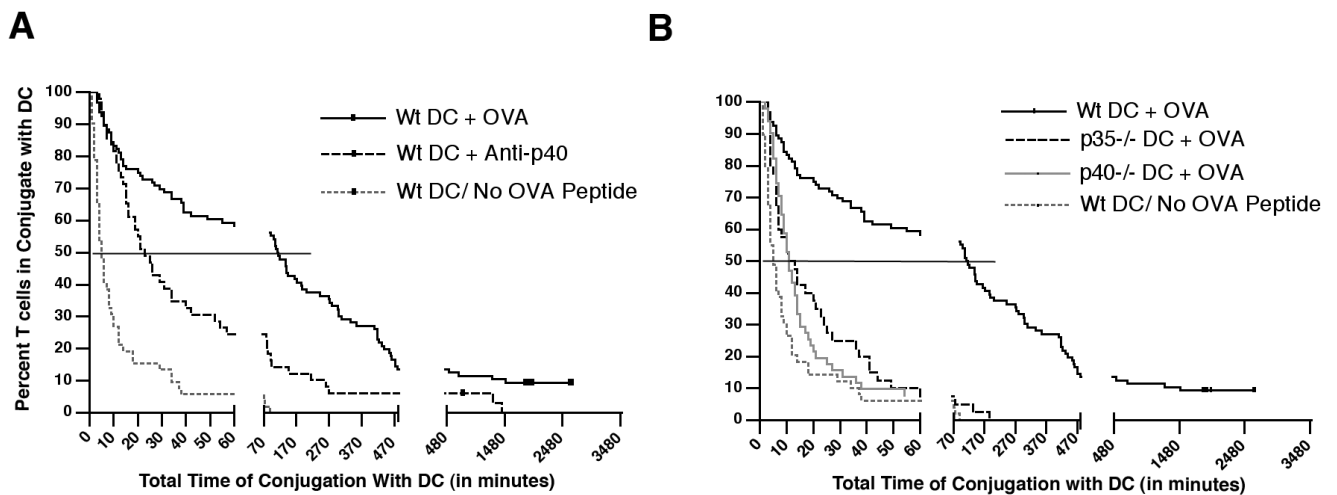 A
B
Percent T cells in Conjugate with DC
100
90
80
70
60
50
40
30
20
10
0
Wt DC + OVA
Wt DC + Anti-p40
Wt DC/ No OVA Peptide
0 10 20 30 40 50 60 70 170 270 370 470 480 1480 2480 3480
Total Time of Conjugation With DC (in minutes)
100
90
80
70
60
50
40
30
20
10
0
Wt DC + OVA
p35-/- DC + OVA
p40-/- DC + OVA
Wt DC/ No OVA Peptide
0 10 20 30 40 50 60 70 170 270 370 470 480 1480 2480 3480
Total Time of Conjugation with DC (in minutes)